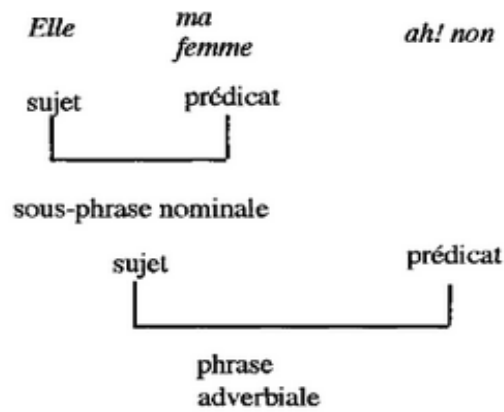 Elle ma femme ah! non
sujet prédicat
sous-phrase nominale
sujet prédicat
phrase
adverbiale